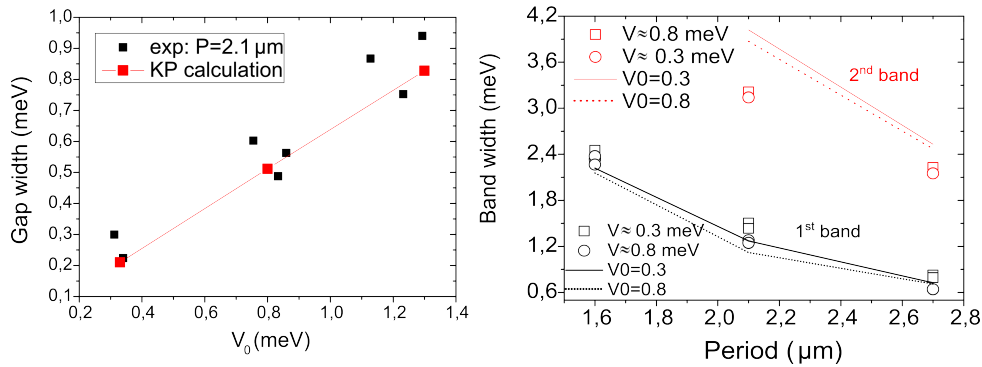 1,0
0,9
0,8
0,7
0,6
0,5
0,4
0,3
0,2
0,1
Gap width (meV)
exp: P=2.1 μm
KP calculation
0,0 0,2 0,4 0,6 0,8 1,0 1,2 1,4
V0 (meV)
4,2
3,6
3,0
2,4
1,8
1,2
0,6
Band width (meV)
V≈0.8 meV
V≈ 0.3 meV
V0=0.3
V0=0.8
2nd band
V≈ 0.3 meV
V≈0.8 meV
V0=0.3
V0=0.8
1st band
1,6 1,8 2,0 2,2 2,4 2,6 2,8
Period (μm)